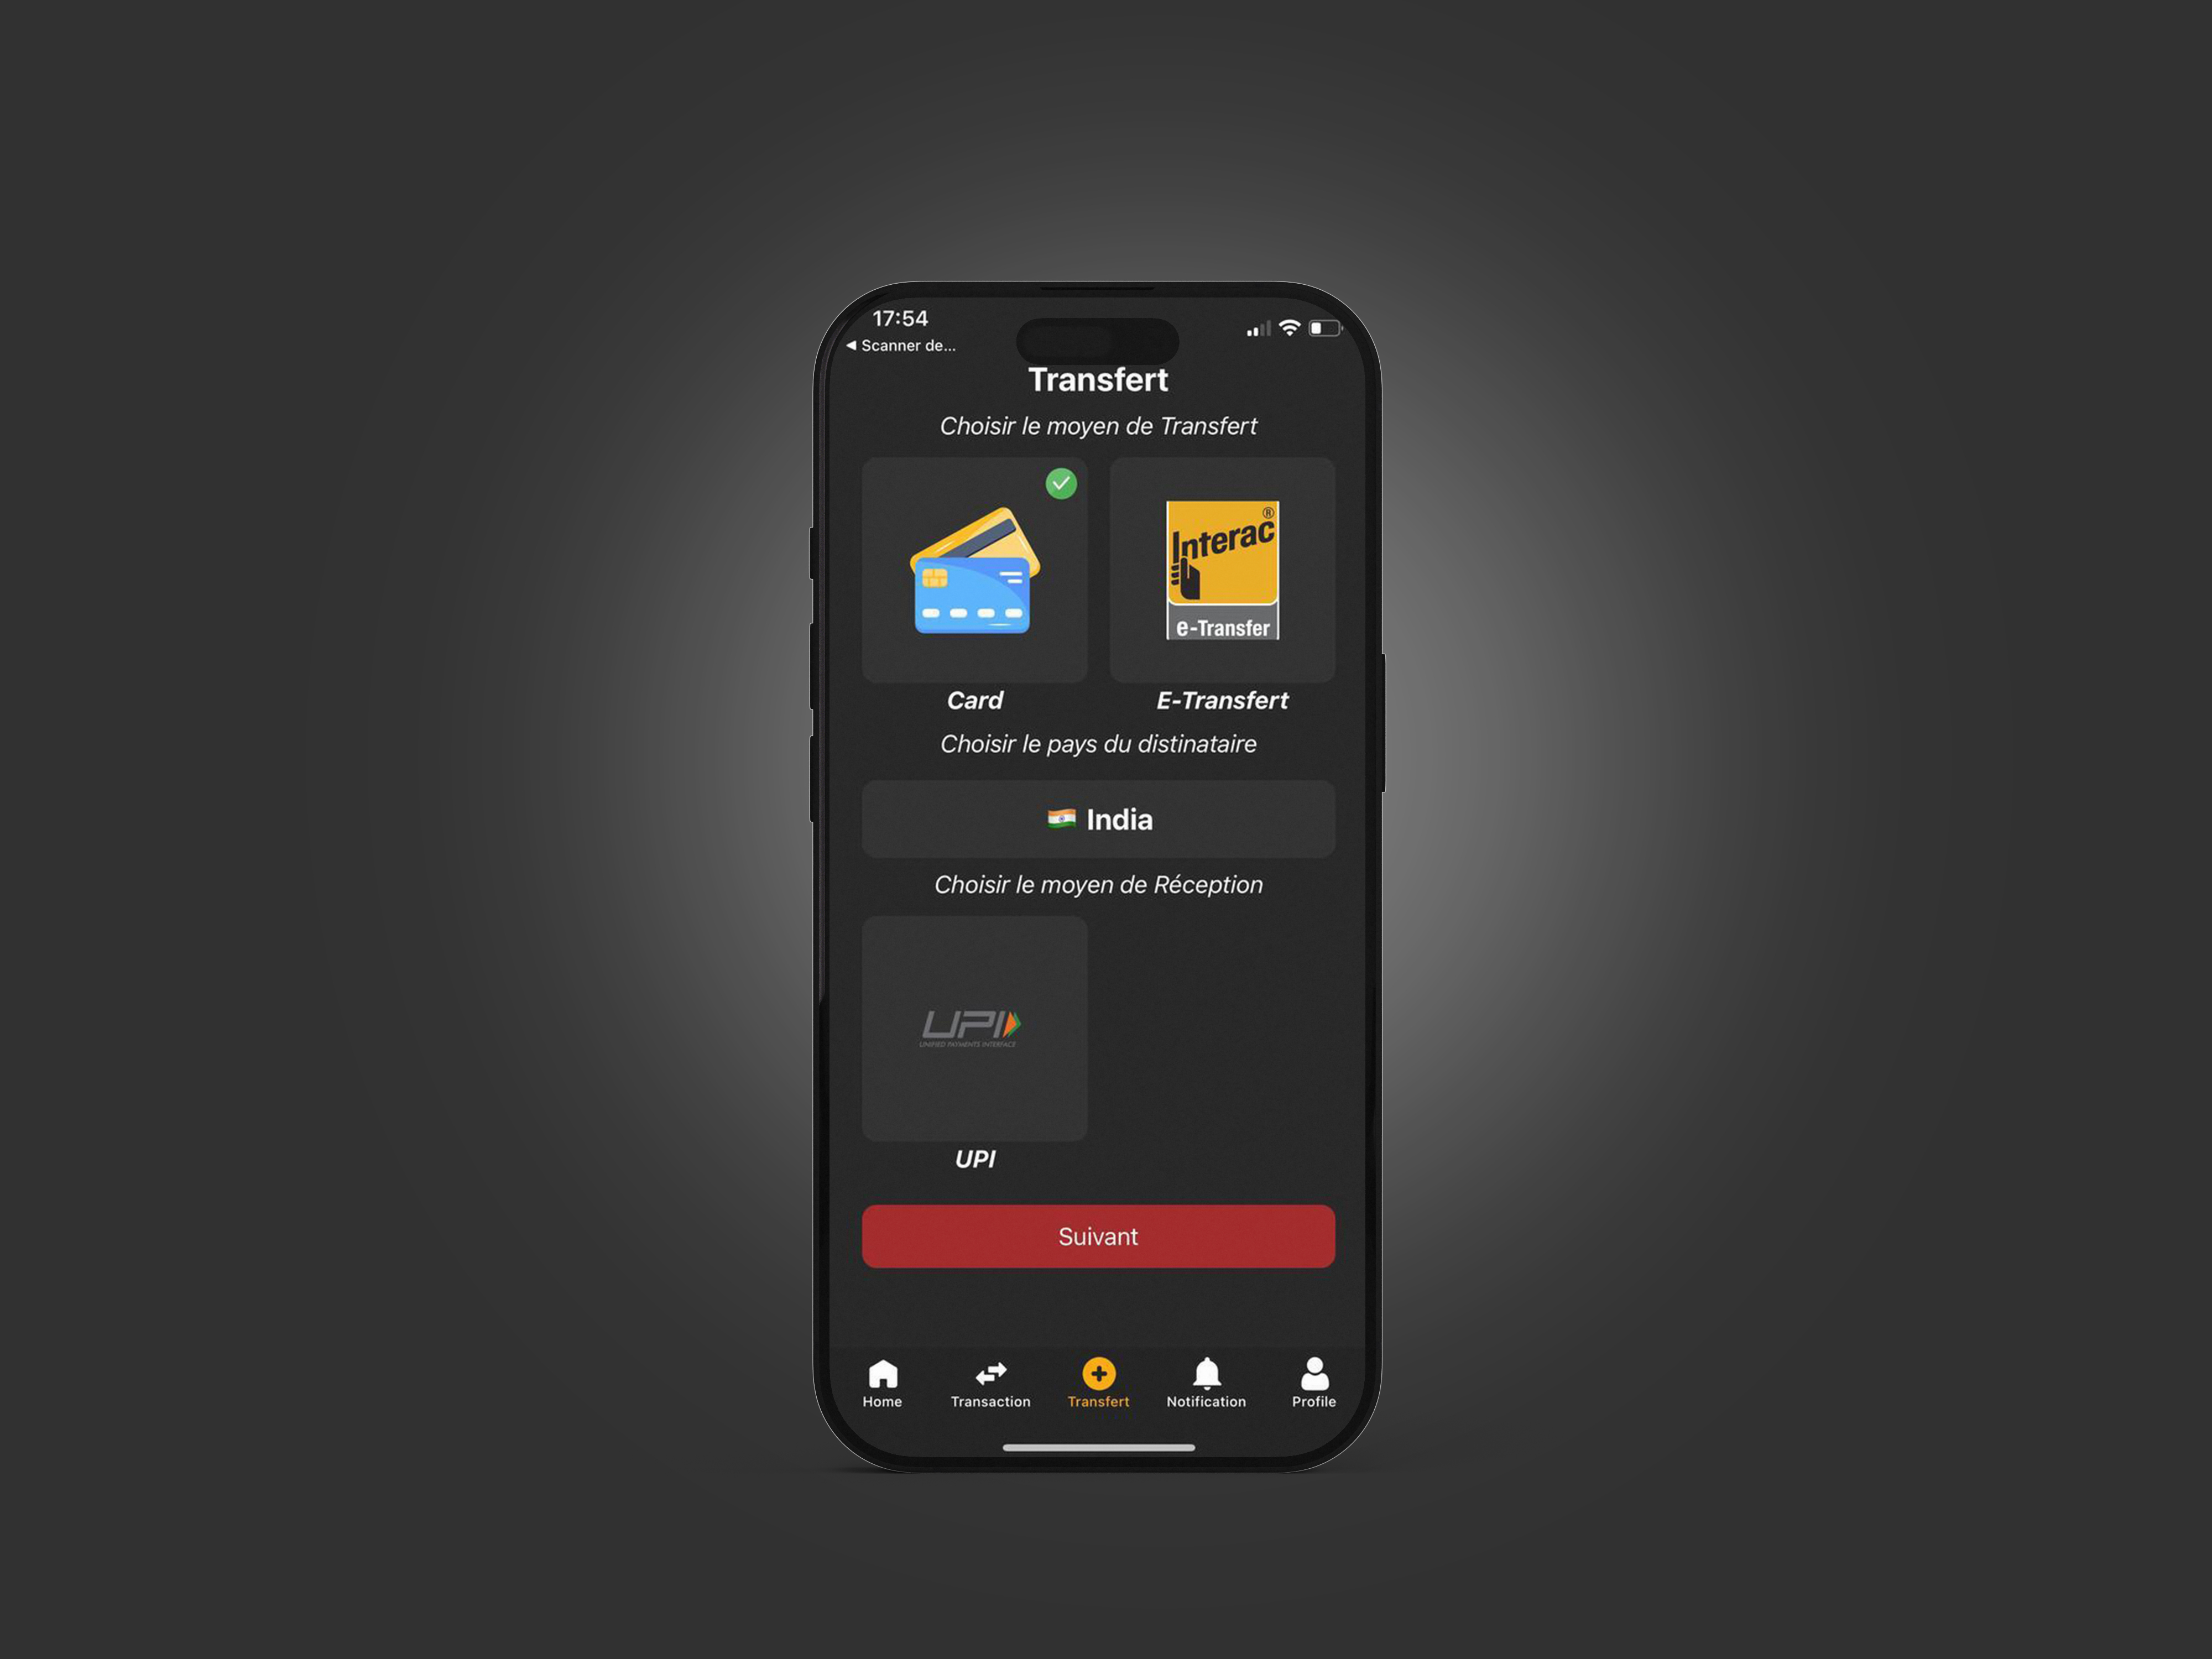 17:54
◀ Scanner de...
Transfert
Choisir le moyen de Transfert
Interac®
e-Transfer
Card
E-Transfert
Choisir le pays du distinataire
🇮🇳 India
Choisir le moyen de Réception
UPI
UNIFIED PAYMENTS INTERFACE
UPI
Suivant
Home
Transaction
Transfert
Notification
Profile